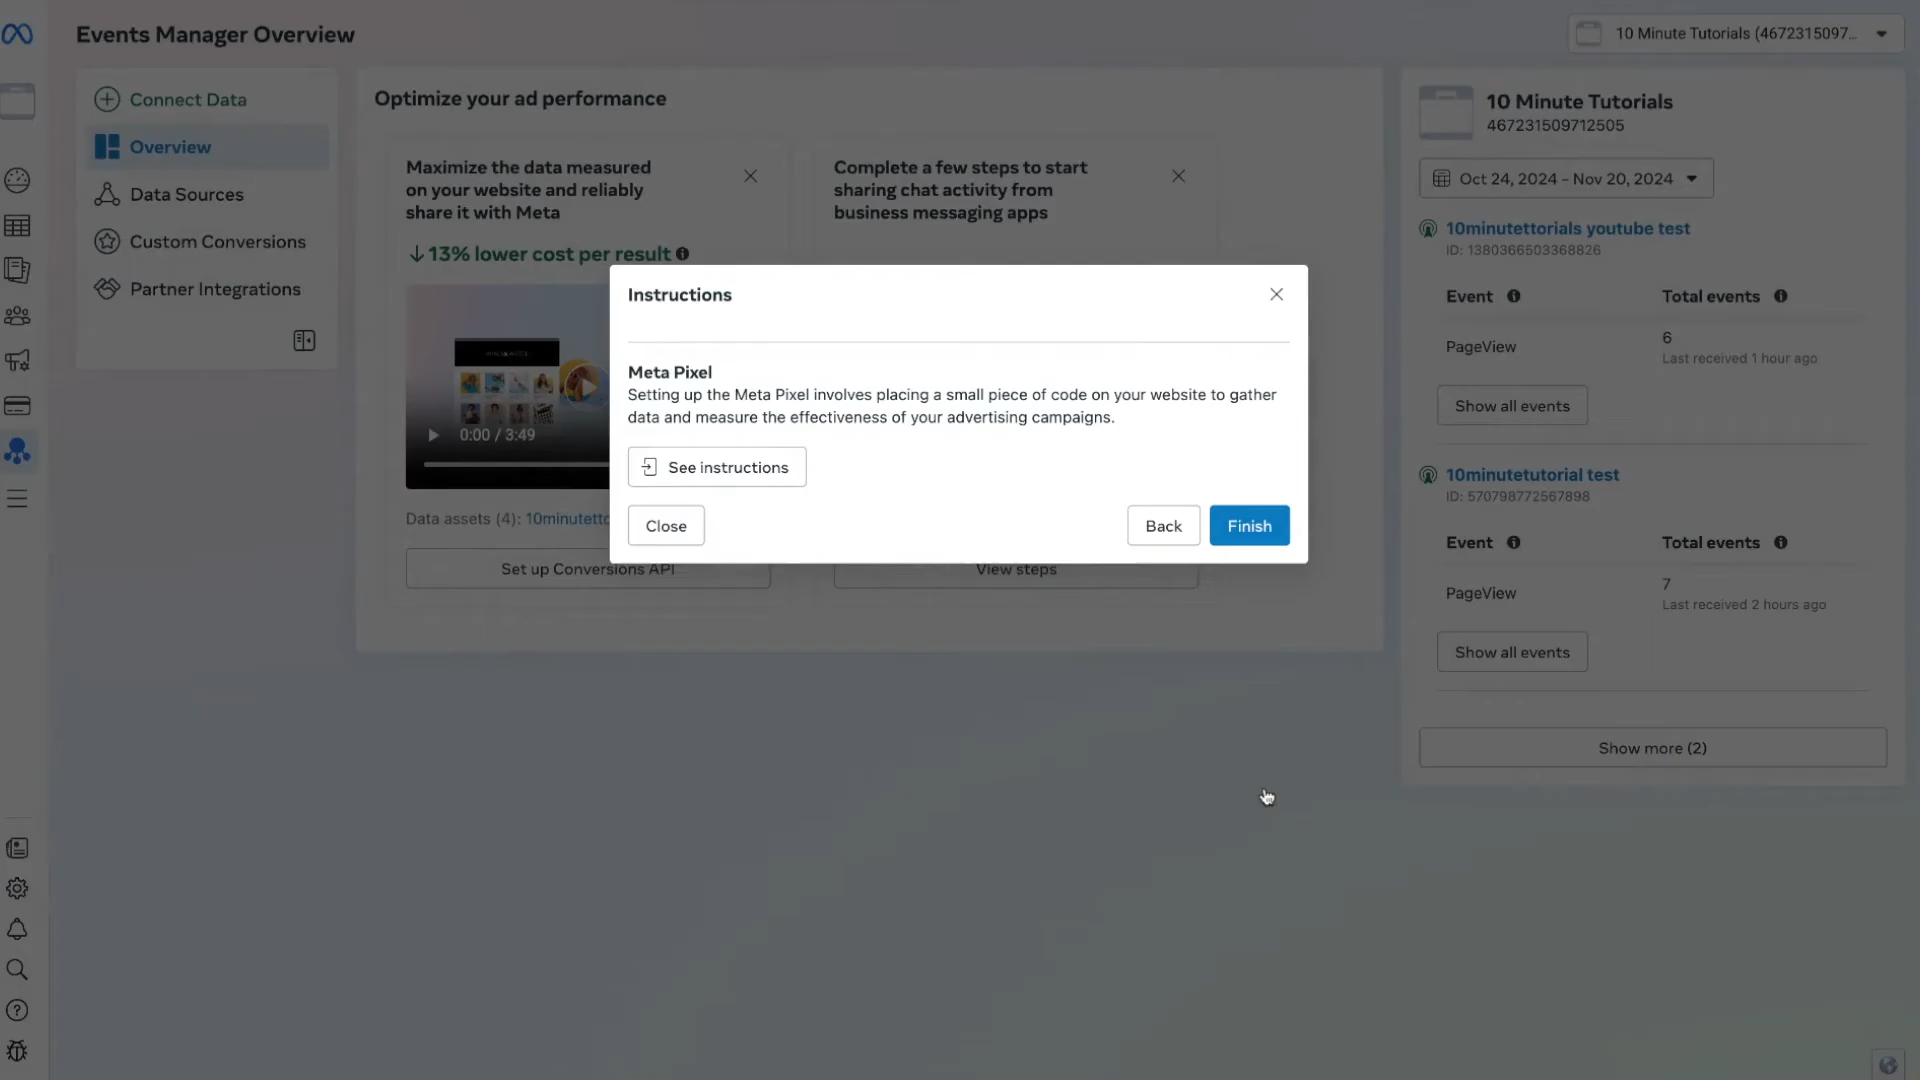 Events Manager Overview
10 Minute Tutorials (4672315097...
Connect Data
Overview
Data Sources
Custom Conversions
Partner Integrations
Optimize your ad performance
Maximize the data measured
on your website and reliably
share it with Meta
↓13% lower cost per result
0:00 / 3:49
Data assets (4): 10minutetto
Set up Conversions API
Complete a few steps to start
sharing chat activity from
business messaging apps
View steps
Instructions
Meta Pixel
Setting up the Meta Pixel involves placing a small piece of code on your website to gather
data and measure the effectiveness of your advertising campaigns.
See instructions
Close
Back
Finish
10 Minute Tutorials
467231509712505
Oct 24, 2024 – Nov 20, 2024
10minutettorials youtube test
ID: 1380366503368826
Event
Total events
PageView
6
Last received 1 hour ago
Show all events
10minutetutorial test
ID: 570798772567898
Event
Total events
PageView
7
Last received 2 hours ago
Show all events
Show more (2)